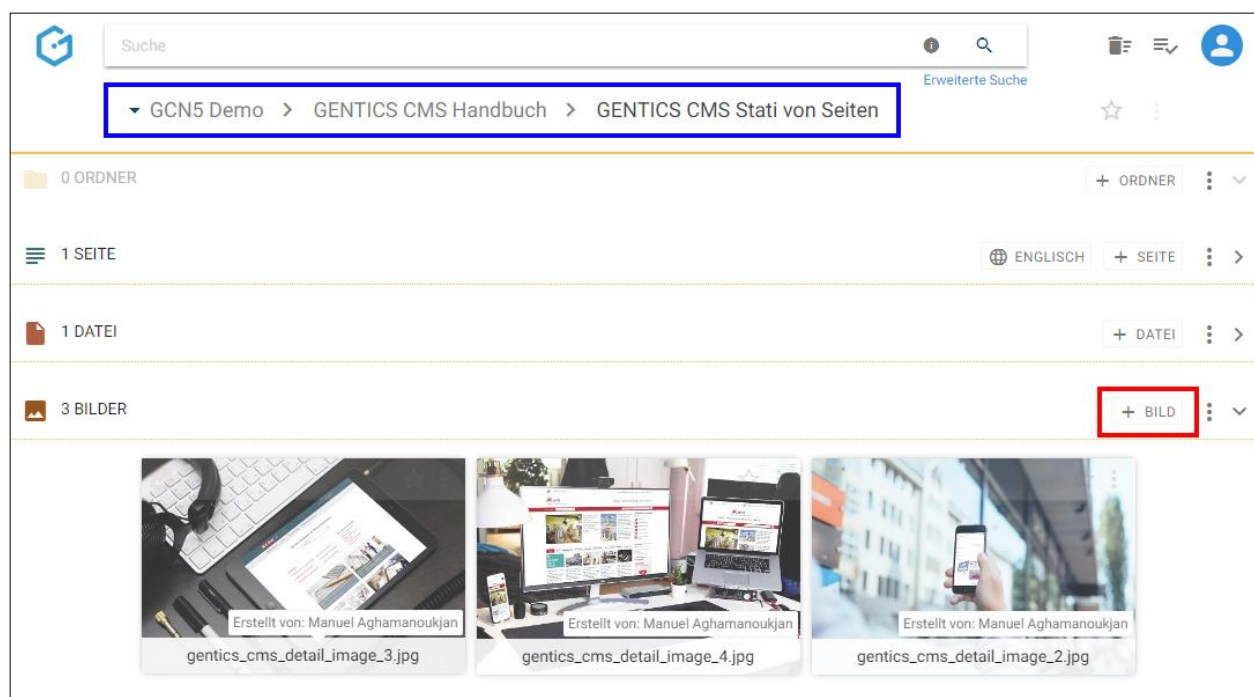 Suche
Erweiterte Suche
GCN5 Demo > GENTICS CMS Handbuch > GENTICS CMS Stati von Seiten
0 ORDNER
+ ORDNER
1 SEITE
ENGLISCH
+ SEITE
1 DATEI
+ DATEI
3 BILDER
+ BILD
Erstellt von: Manuel Aghamanoukjan
Erstellt von: Manuel Aghamanoukjan
Erstellt von: Manuel Aghamanoukjan
gentics_cms_detail_image_3.jpg
gentics_cms_detail_image_4.jpg
gentics_cms_detail_image_2.jpg